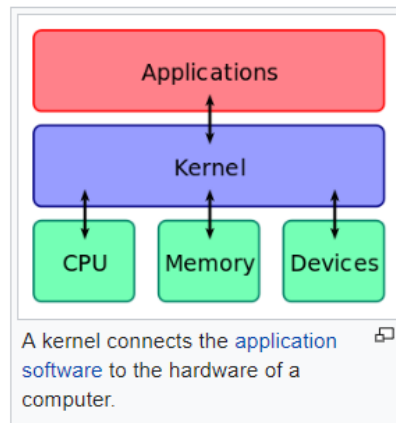 Applications
Kernel
CPU Memory Devices
A kernel connects the application
software to the hardware of a
computer.